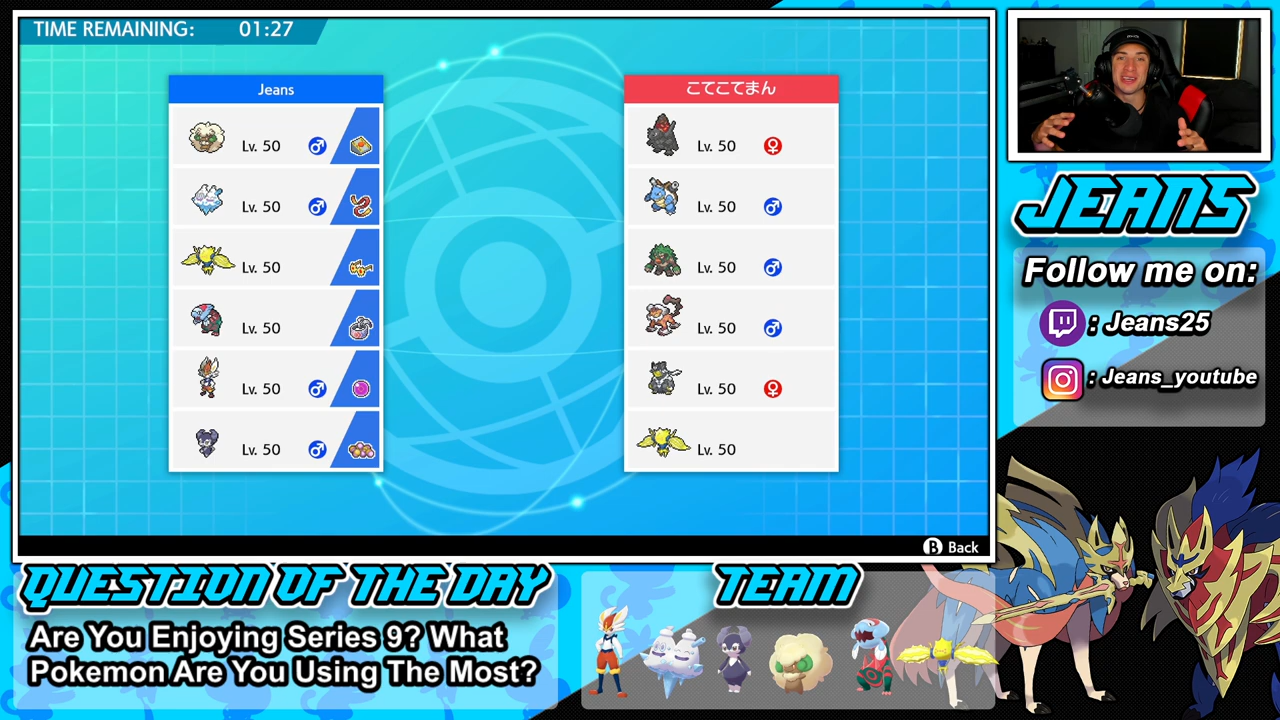 TIME REMAINING: 01:27
Jeans
Lv. 50
Lv. 50
Lv. 50
Lv. 50
Lv. 50
Lv. 50
こてこてまん
Lv. 50
Lv. 50
Lv. 50
Lv. 50
Lv. 50
Lv. 50
B Back
JEANS
Follow me on:
: Jeans25
: Jeans_youtube
QUESTION OF THE DAY
Are You Enjoying Series 9? What
Pokemon Are You Using The Most?
TEAM